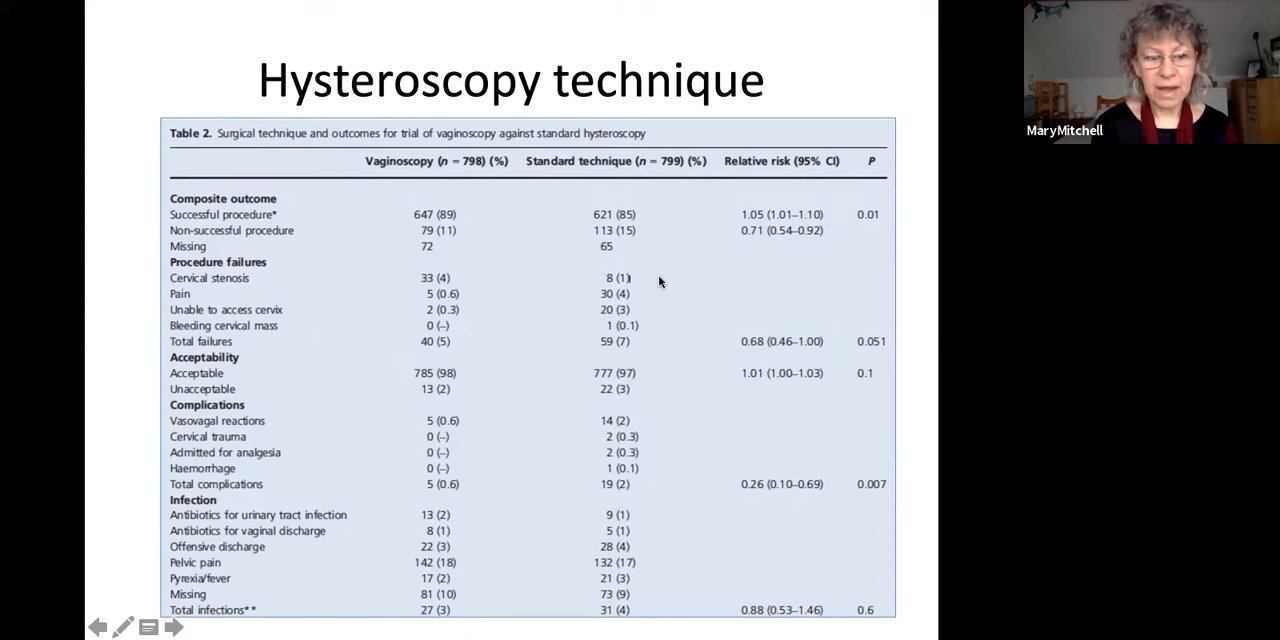 Hysteroscopy technique
Table 2. Surgical technique and outcomes for trial of vaginoscopy against standard hysteroscopy
Vaginoscopy (n = 798) (%) Standard technique (n = 799) (%) Relative risk (95% CI) P
Composite outcome
Successful procedure* 647 (89) 621 (85) 1.05 (1.01–1.10) 0.01
Non-successful procedure 79 (11) 113 (15) 0.71 (0.54–0.92)
Missing 72 65
Procedure failures
Cervical stenosis 33 (4) 8 (1)
Pain 5 (0.6) 30 (4)
Unable to access cervix 2 (0.3) 20 (3)
Bleeding cervical mass 0 (–) 1 (0.1)
Total failures 40 (5) 59 (7) 0.68 (0.46–1.00) 0.051
Acceptability
Acceptable 785 (98) 777 (97) 1.01 (1.00–1.03) 0.1
Unacceptable 13 (2) 22 (3)
Complications
Vasovagal reactions 5 (0.6) 14 (2)
Cervical trauma 0 (–) 2 (0.3)
Admitted for analgesia 0 (–) 2 (0.3)
Haemorrhage 0 (–) 1 (0.1)
Total complications 5 (0.6) 19 (2) 0.26 (0.10–0.69) 0.007
Infection
Antibiotics for urinary tract infection 13 (2) 9 (1)
Antibiotics for vaginal discharge 8 (1) 5 (1)
Offensive discharge 22 (3) 28 (4)
Pelvic pain 142 (18) 132 (17)
Pyrexia/fever 17 (2) 21 (3)
Missing 81 (10) 73 (9)
Total infections** 27 (3) 31 (4) 0.88 (0.53–1.46) 0.6
MaryMitchell